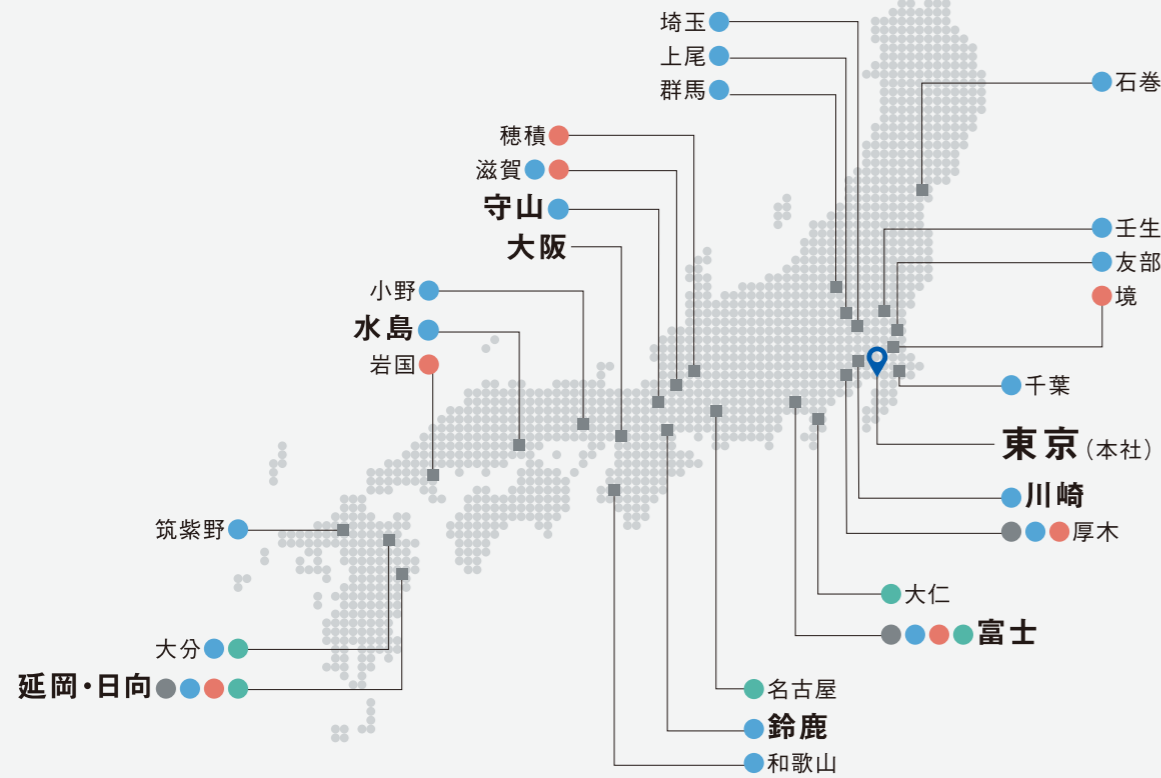 埼玉
上尾
群馬
石巻
穂積
滋賀
守山
大阪
壬生
友部
境
小野
水島
岩国
千葉
東京（本社）
川崎
厚木
筑紫野
大仁
富士
大分
延岡・日向
名古屋
鈴鹿
和歌山